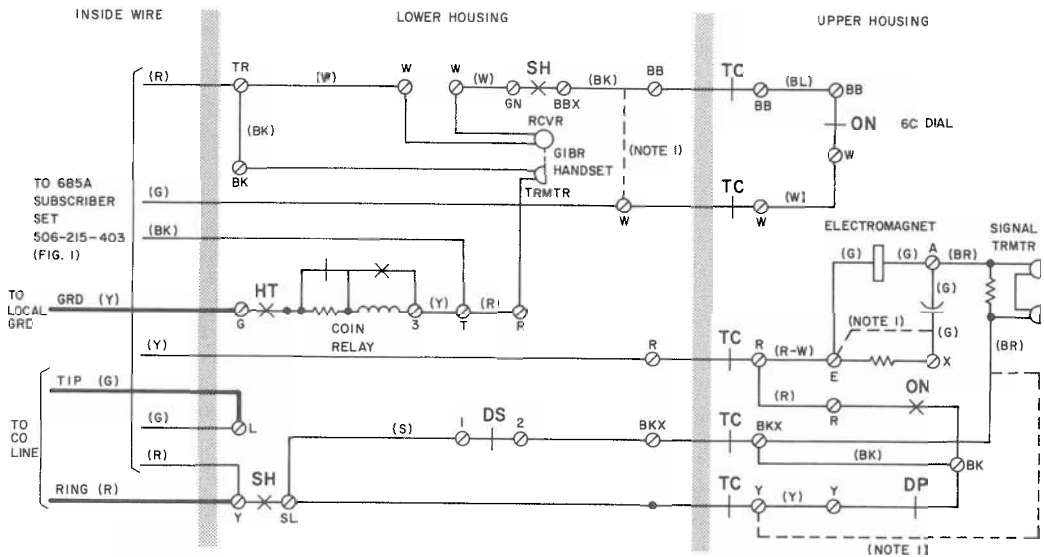 INSIDE WIRE
LOWER HOUSING
UPPER HOUSING
(R)
TR
(W)
W
W
(W)
SH
GN
BBX
(BK)
BB
TC
BB
(BL)
BB
ON
6C DIAL
W
(BK)
BK
RCVR
G1BR
HANDSET
TRMTR
(NOTE 1)
TO 685A
SUBSCRIBER
SET
506-215-403
(FIG. 1)
(G)
W
TC
W
(W)
(BK)
ELECTROMAGNET
SIGNAL
TRMTR
(G)
(G)
A
(BR)
(G)
(G)
(NOTE 1)
(BR)
TO
LOCAL
GRD
GRD (Y)
G
HT
COIN
RELAY
3
(Y)
T
(R)
R
(Y)
R
TC
R
(R-W)
E
X
(R)
R
ON
TO
CO
LINE
TIP (G)
(G)
L
(S)
1
DS
2
BKX
TC
BKX
(BK)
BK
(R)
RING (R)
Y
SH
SL
TC
Y
(Y)
Y
DP
(NOTE 1)